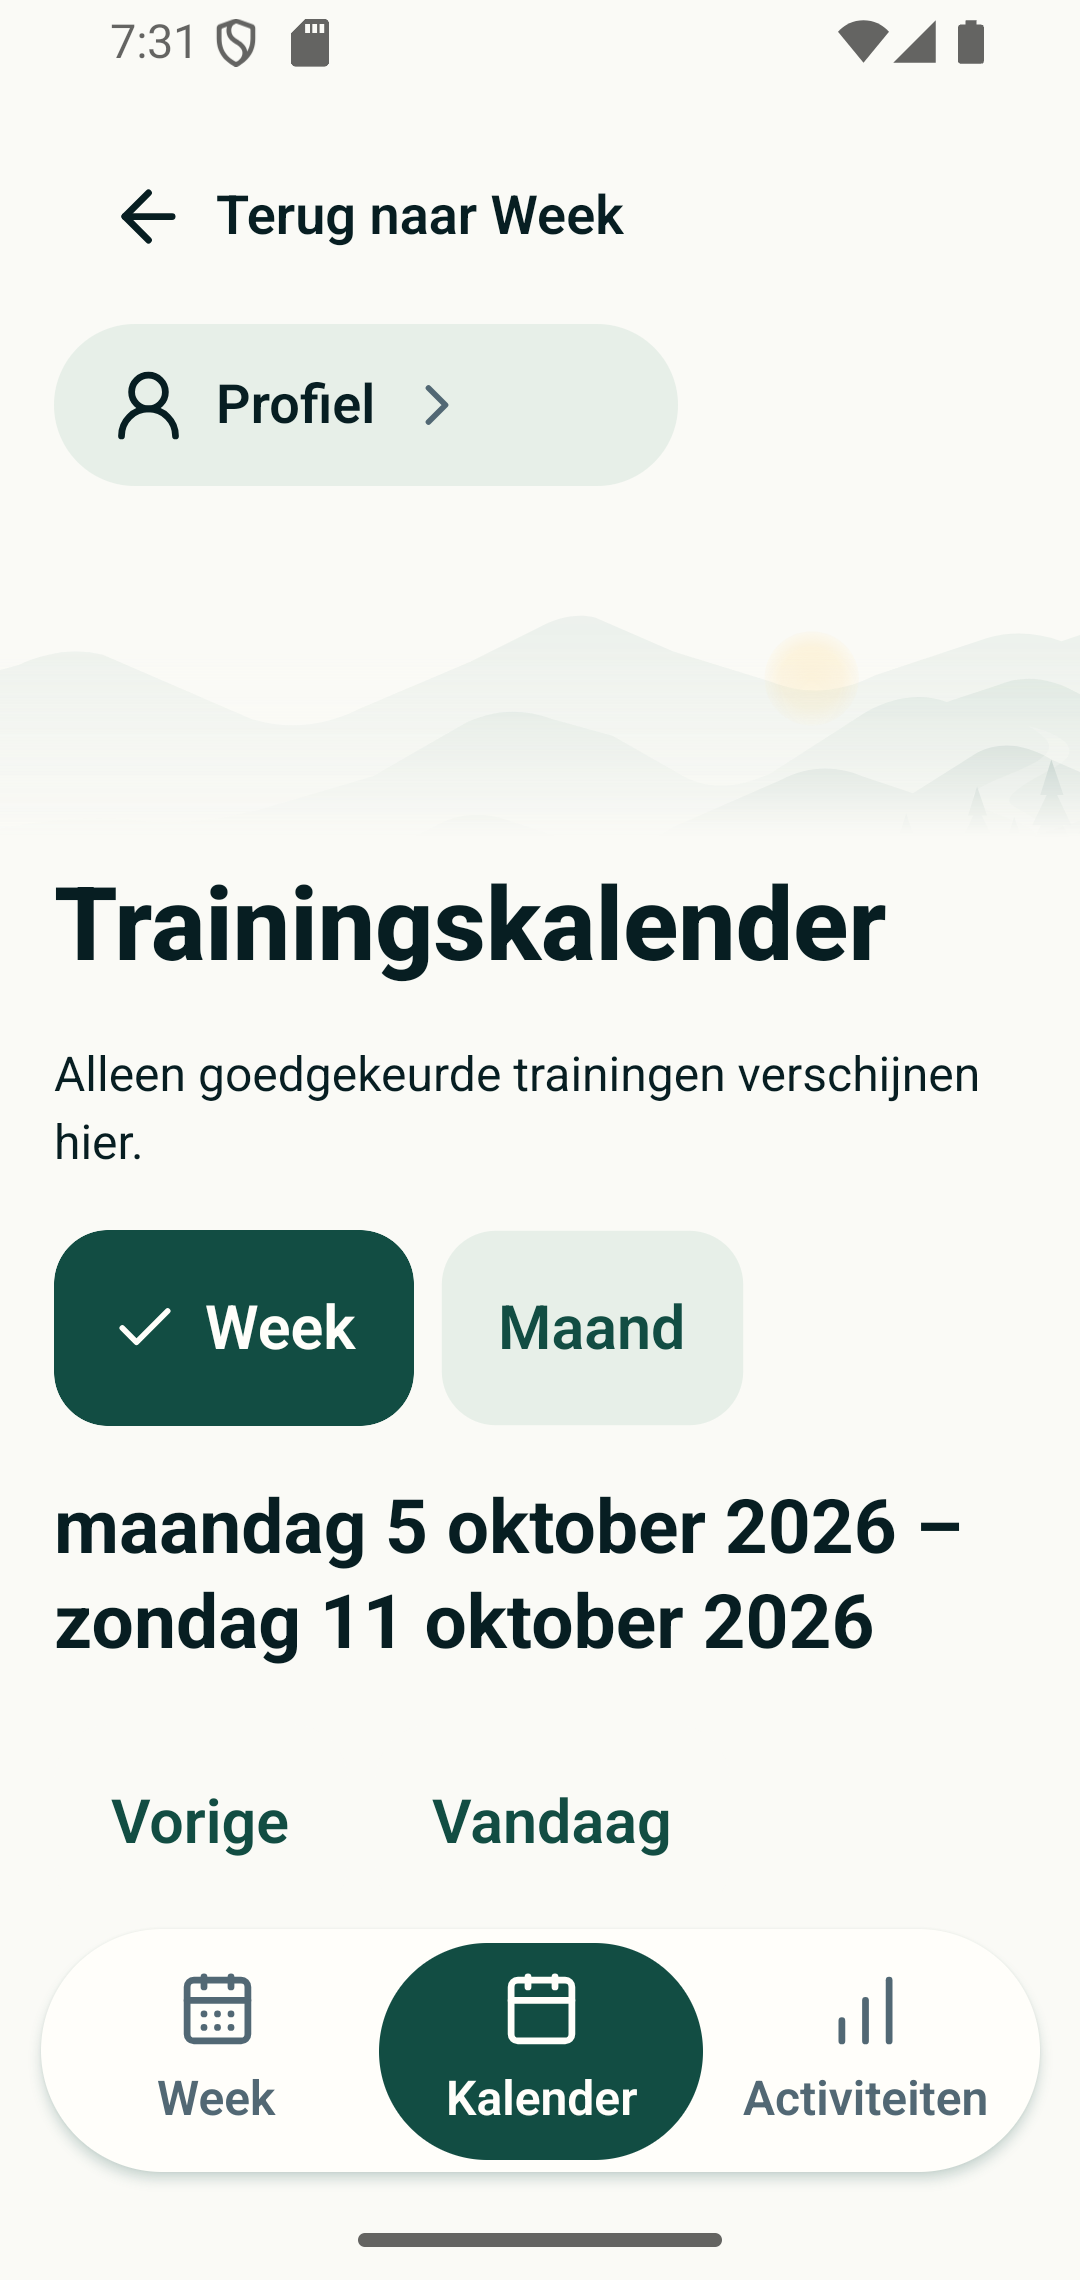 7:31
Terug naar Week
Profiel
Trainingskalender
Alleen goedgekeurde trainingen verschijnen
hier.
Week
Maand
maandag 5 oktober 2026 –
zondag 11 oktober 2026
Vorige
Vandaag
Week
Kalender
Activiteiten